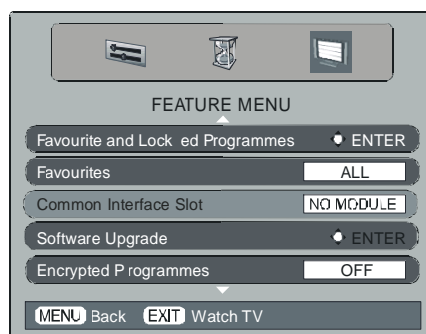 FEATURE MENU
Favourite and Lock ed Programmes ENTER
Favourites ALL
Common Interface Slot NO MODULE
Software Upgrade ENTER
Encrypted P rogrammes OFF
MENU Back EXIT Watch TV